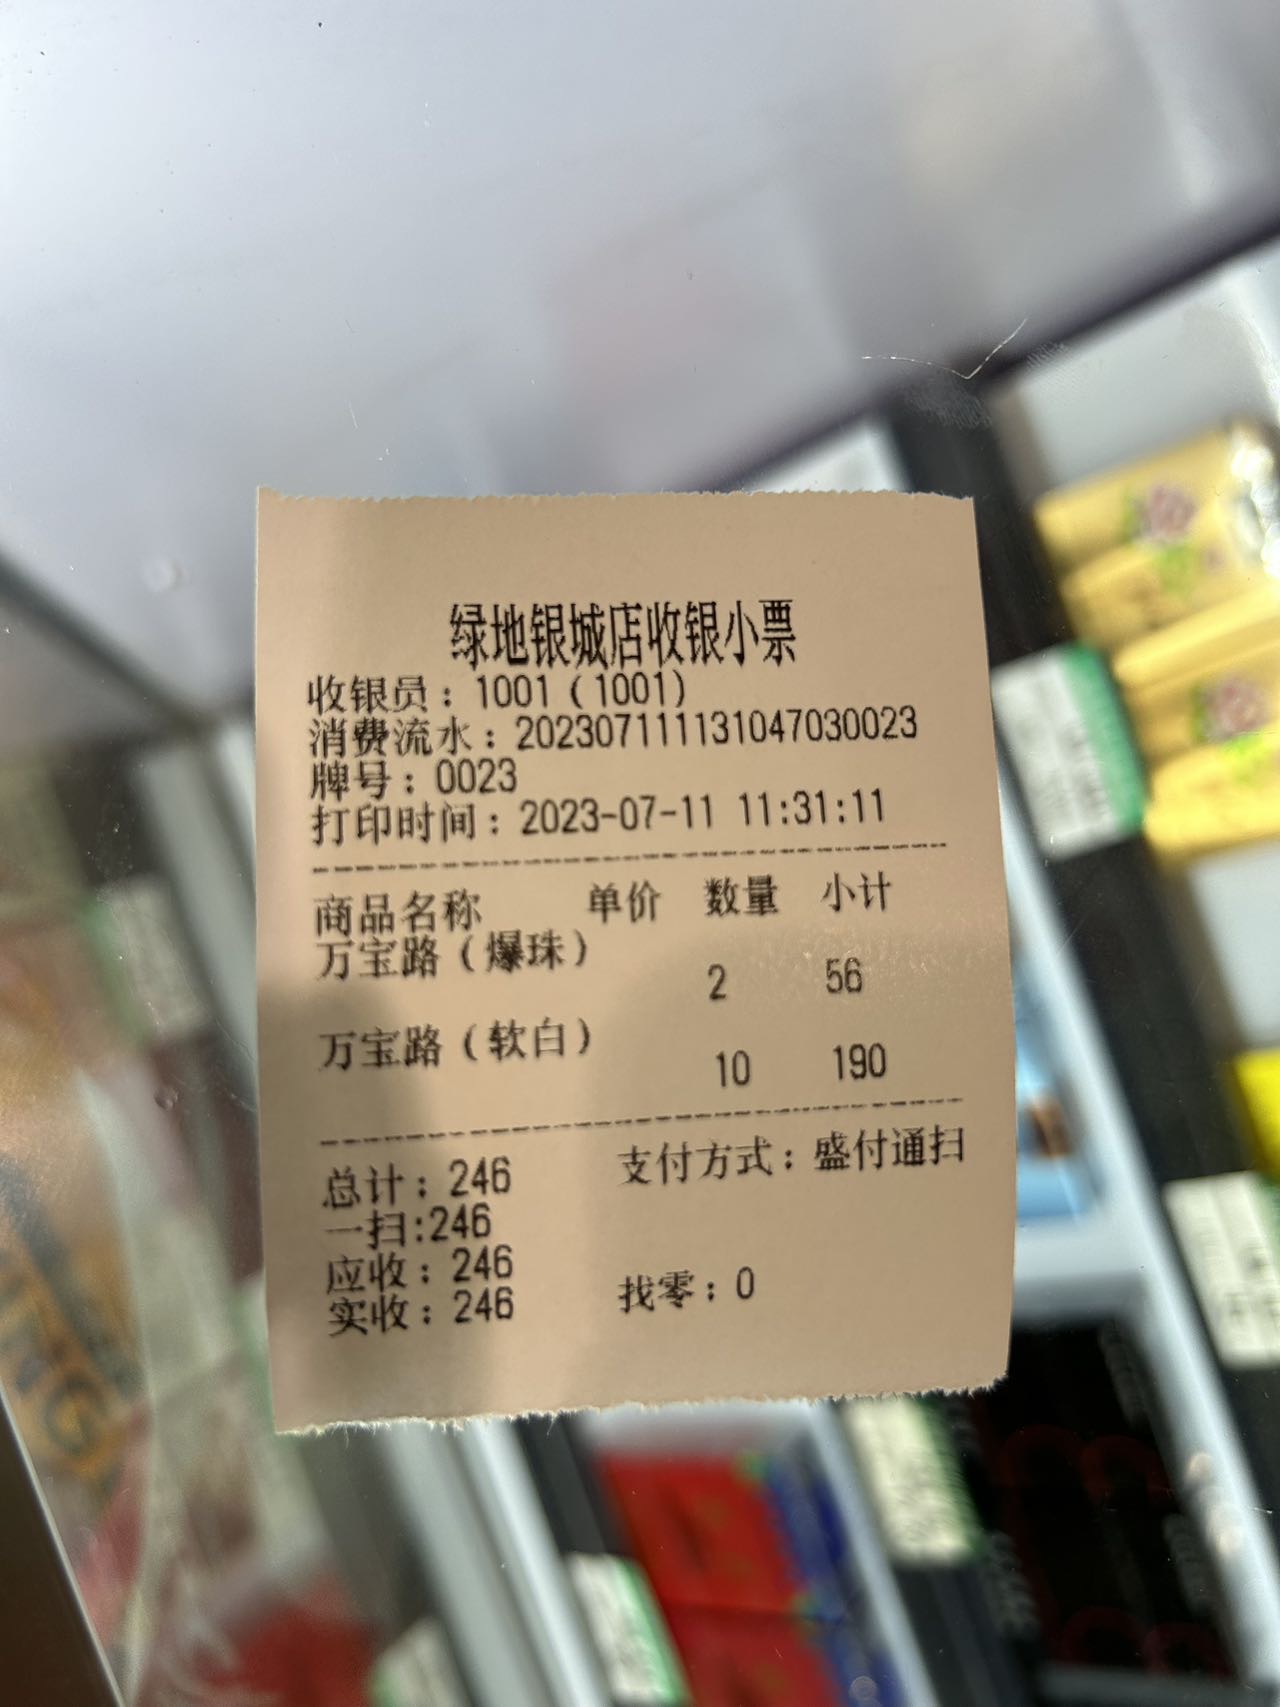 绿地银城店收银小票
收银员：1001（1001）
消费流水：202307111131047030023
牌号：0023
打印时间：2023-07-11 11:31:11
商品名称 单价 数量 小计
万宝路（爆珠）
2 56
万宝路（软白）
10 190
总计：246 支付方式：盛付通扫
一扫:246
应收：246
实收：246 找零：0